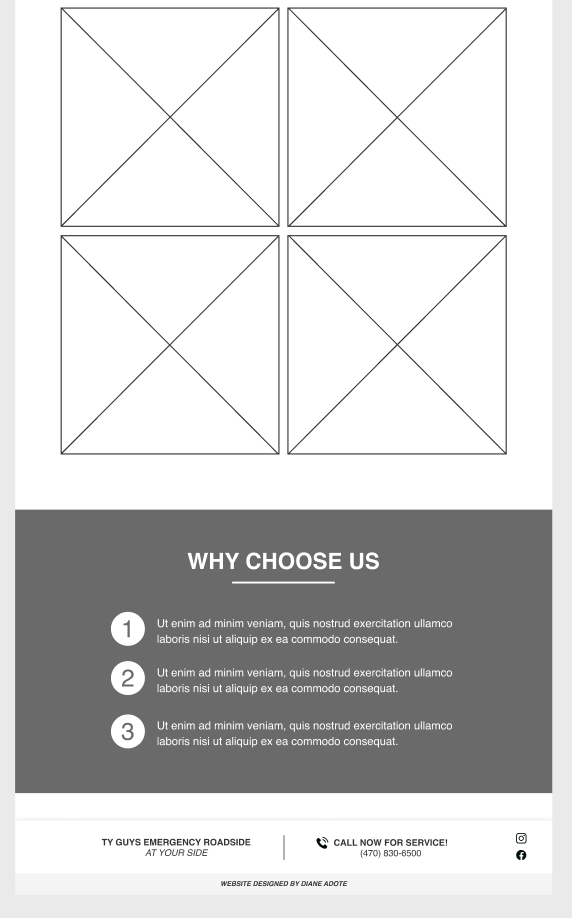 WHY CHOOSE US
1
Ut enim ad minim veniam, quis nostrud exercitation ullamco
laboris nisi ut aliquip ex ea commodo consequat.
2
Ut enim ad minim veniam, quis nostrud exercitation ullamco
laboris nisi ut aliquip ex ea commodo consequat.
3
Ut enim ad minim veniam, quis nostrud exercitation ullamco
laboris nisi ut aliquip ex ea commodo consequat.
TY GUYS EMERGENCY ROADSIDE
AT YOUR SIDE
CALL NOW FOR SERVICE!
(470) 830-6500
WEBSITE DESIGNED BY DIANE ADOTE